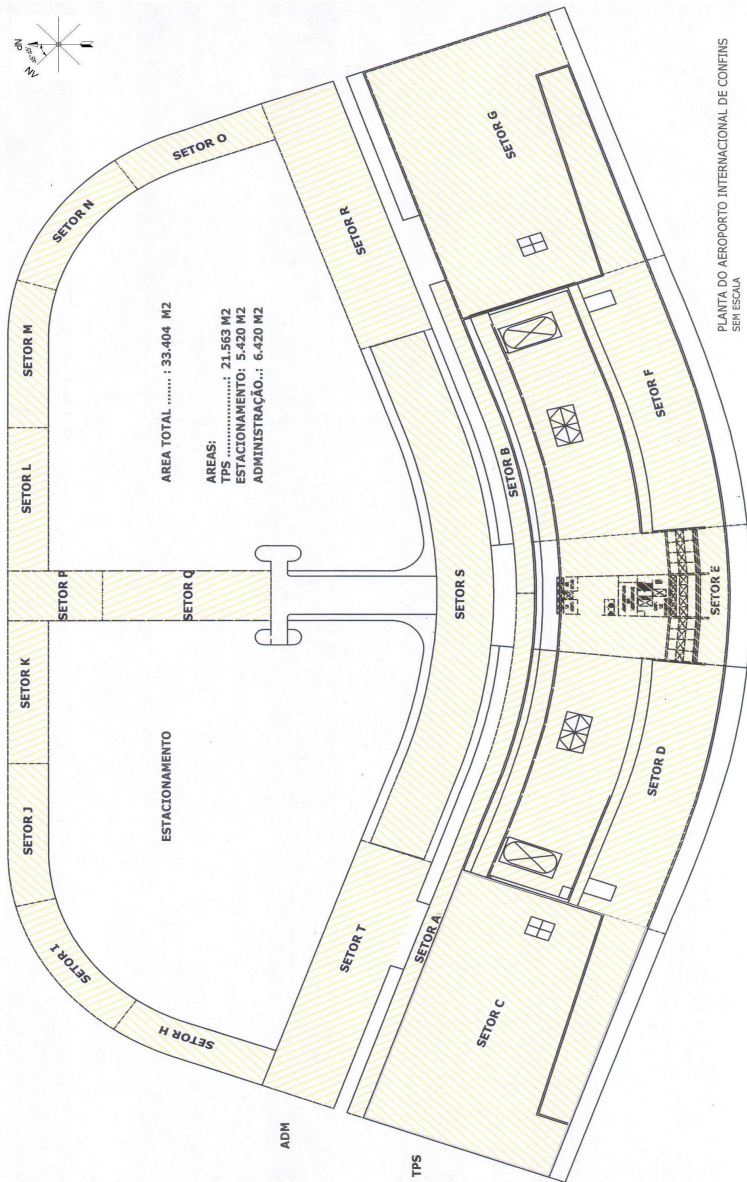 NP
NV
SETOR O
SETOR N
SETOR M
SETOR L
SETOR P
SETOR Q
SETOR K
SETOR J
SETOR I
SETOR H
ESTACIONAMENTO
AREA TOTAL ....... : 33.404 M2
AREAS:
TPS .....................: 21.563 M2
ESTACIONAMENTO: 5.420 M2
ADMINISTRAÇÃO..: 6.420 M2
SETOR R
SETOR S
SETOR T
ADM
SETOR G
SETOR B
SETOR F
SETOR E
SETOR D
SETOR A
SETOR C
TPS
PLANTA DO AEROPORTO INTERNACIONAL DE CONFINS
SEM ESCALA